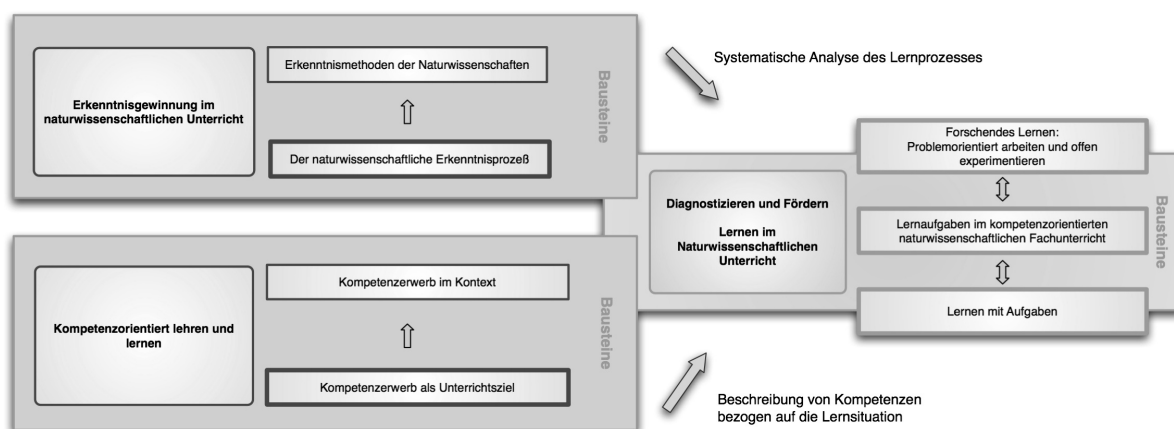 Erkenntnisgewinnung im
naturwissenschaftlichen Unterricht
Erkenntnismethoden der Naturwissenschaften
Der naturwissenschaftliche Erkenntnisprozeß
Bausteine
Kompetenzorientiert lehren und
lernen
Kompetenzerwerb im Kontext
Kompetenzerwerb als Unterrichtsziel
Bausteine
Systematische Analyse des Lernprozesses
Beschreibung von Kompetenzen
bezogen auf die Lernsituation
Diagnostizieren und Fördern
Lernen im
Naturwissenschaftlichen
Unterricht
Forschendes Lernen:
Problemorientiert arbeiten und offen
experimentieren
Lernaufgaben im kompetenzorientierten
naturwissenschaftlichen Fachunterricht
Lernen mit Aufgaben
Bausteine